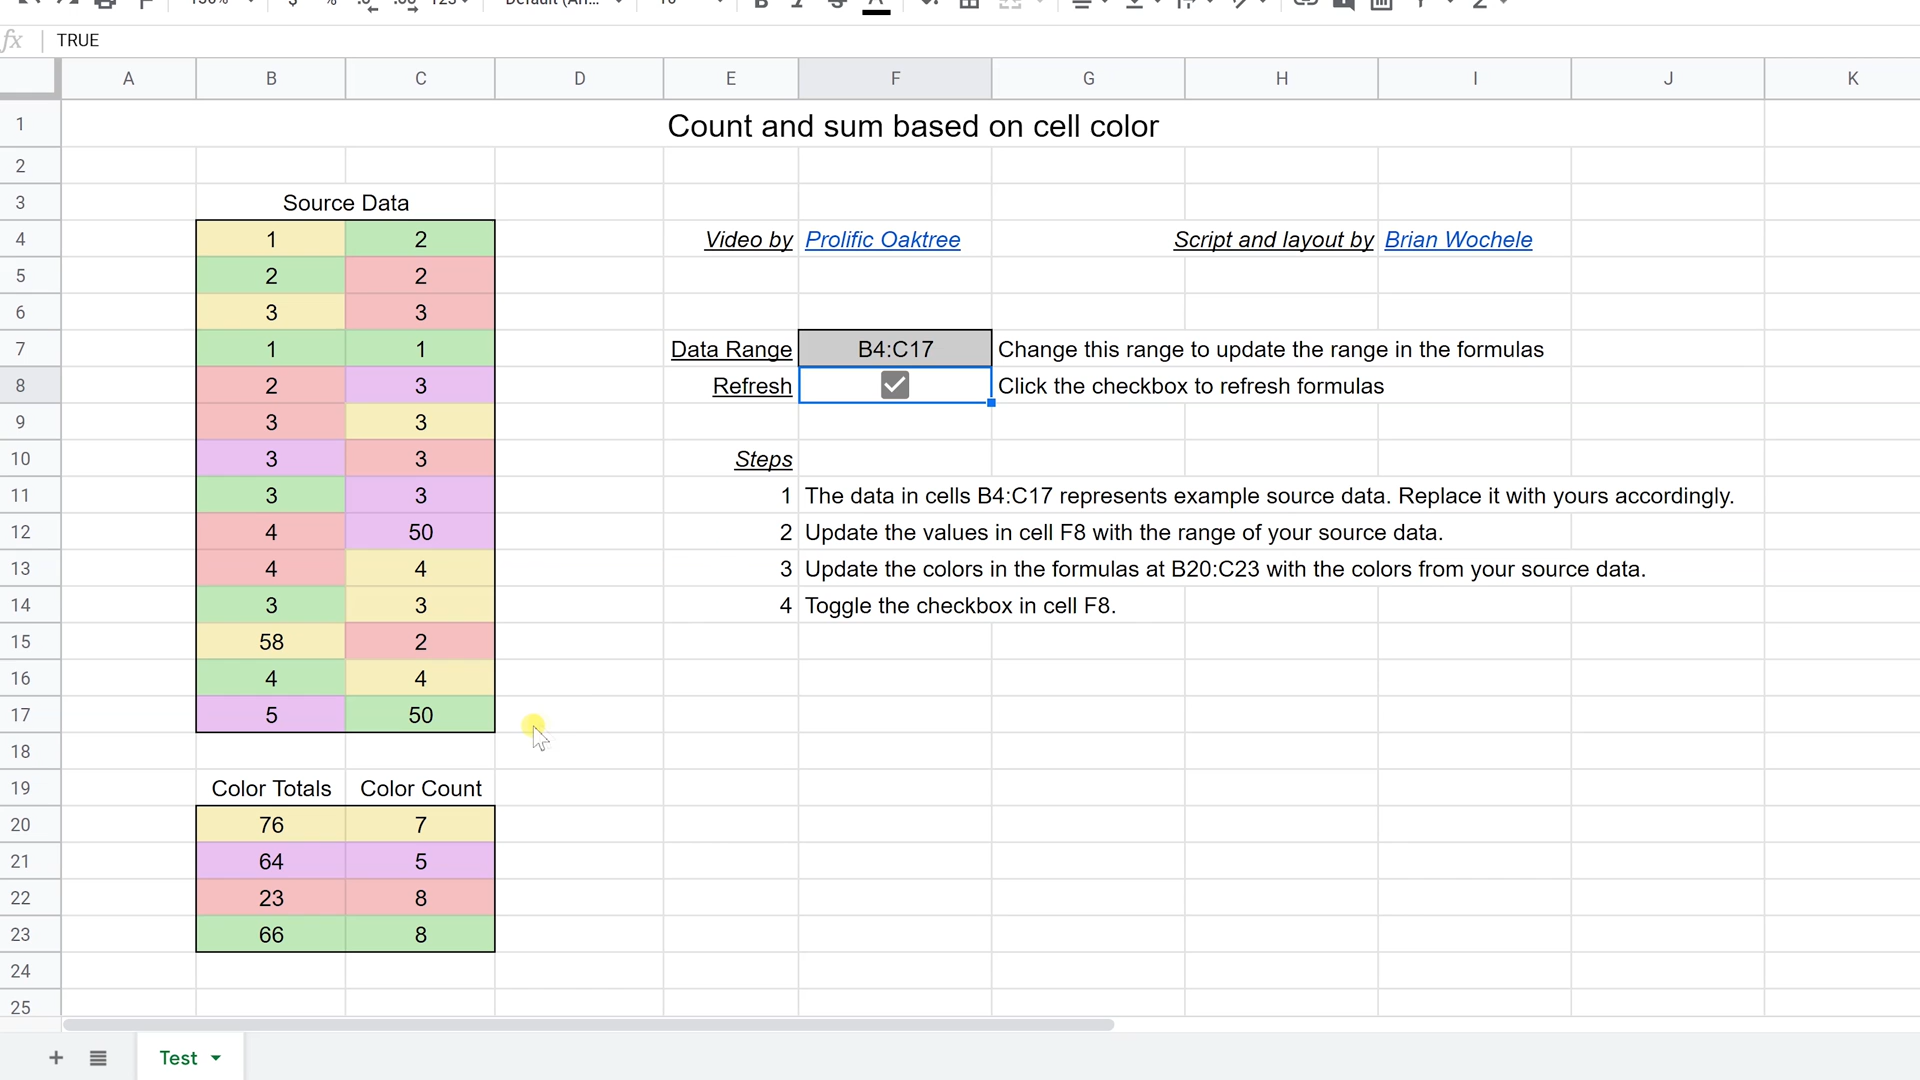 130%
$ % .0 .00 123
Default (Ari...
fx TRUE
A B C D E F G H I J K
1 Count and sum based on cell color
2
3 Source Data
4 1 2 Video by Prolific Oaktree Script and layout by Brian Wochele
5 2 2
6 3 3
7 1 1 Data Range B4:C17 Change this range to update the range in the formulas
8 2 3 Refresh Click the checkbox to refresh formulas
9 3 3
10 3 3 Steps
11 3 3 1 The data in cells B4:C17 represents example source data. Replace it with yours accordingly.
12 4 50 2 Update the values in cell F8 with the range of your source data.
13 4 4 3 Update the colors in the formulas at B20:C23 with the colors from your source data.
14 3 3 4 Toggle the checkbox in cell F8.
15 58 2
16 4 4
17 5 50
18
19 Color Totals Color Count
20 76 7
21 64 5
22 23 8
23 66 8
24
25
Test